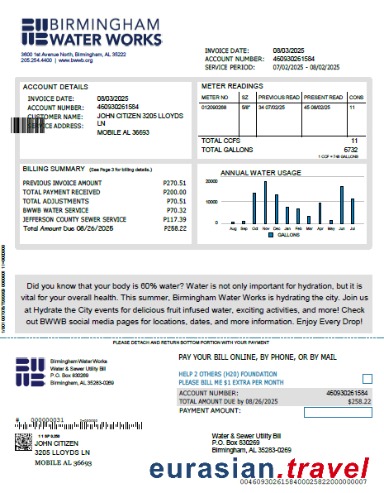 BIRMINGHAM
WATER WORKS
3600 1st Avenue North, Birmingham, AL 35222
205.254.4400 | www.bwwb.org
INVOICE DATE: 08/03/2025
ACCOUNT NUMBER: 460930261584
SERVICE PERIOD: 07/02/2025 - 08/02/2025
ACCOUNT DETAILS
INVOICE DATE: 08/03/2025
ACCOUNT NUMBER: 460930261584
CUSTOMER NAME: JOHN CITIZEN 3205 LLOYDS
SERVICE ADDRESS: LN
MOBILE AL 36693
METER READINGS
METER NO SZ PREVIOUS READ PRESENT READ CONS
012093266 5/8" 34 07/02/25 45 08/02/25 11
TOTAL CCFS 11
TOTAL GALLONS 6732
1 CCF = 748 GALLONS
BILLING SUMMARY (See Page 3 for billing details.)
PREVIOUS INVOICE AMOUNT P270.51
TOTAL PAYMENT RECEIVED P200.00
TOTAL ADJUSTMENTS P70.51
BWWB WATER SERVICE P70.32
JEFFERSON COUNTY SEWER SERVICE P117.39
Total Amount Due 08/26/2025 P258.22
ANNUAL WATER USAGE
20000
10000
0
Aug Sep Oct Nov Dec Jan Feb Mar Apr May Jun Jul
GALLONS
Did you know that your body is 60% water? Water is not only important for hydration, but it is
vital for your overall health. This summer, Birmingham Water Works is hydrating the city. Join us
at Hydrate the City events for delicious fruit infused water, exciting activities, and more! Check
out BWWB social media pages for locations, dates, and more information. Enjoy Every Drop!
PLEASE DETACH AND RETURN BOTTOM PORTION WITH YOUR PAYMENT
Birmingham Water Works
Water & Sewer Utility Bill
P.O. Box 830269
Birmingham, AL 35283-0269
PAY YOUR BILL ONLINE, BY PHONE, OR BY MAIL
HELP 2 OTHERS (H2O) FOUNDATION
PLEASE BILL ME $1 EXTRA PER MONTH
ACCOUNT NUMBER: 460930261584
TOTAL AMOUNT DUE by 08/26/2025 $258.22
PAYMENT AMOUNT:
JOHN CITIZEN
3205 LLOYDS LN
MOBILE AL 36693
Water & Sewer Utility Bill
P.O. Box 830269
Birmingham, AL 35283-0269
eurasian.travel